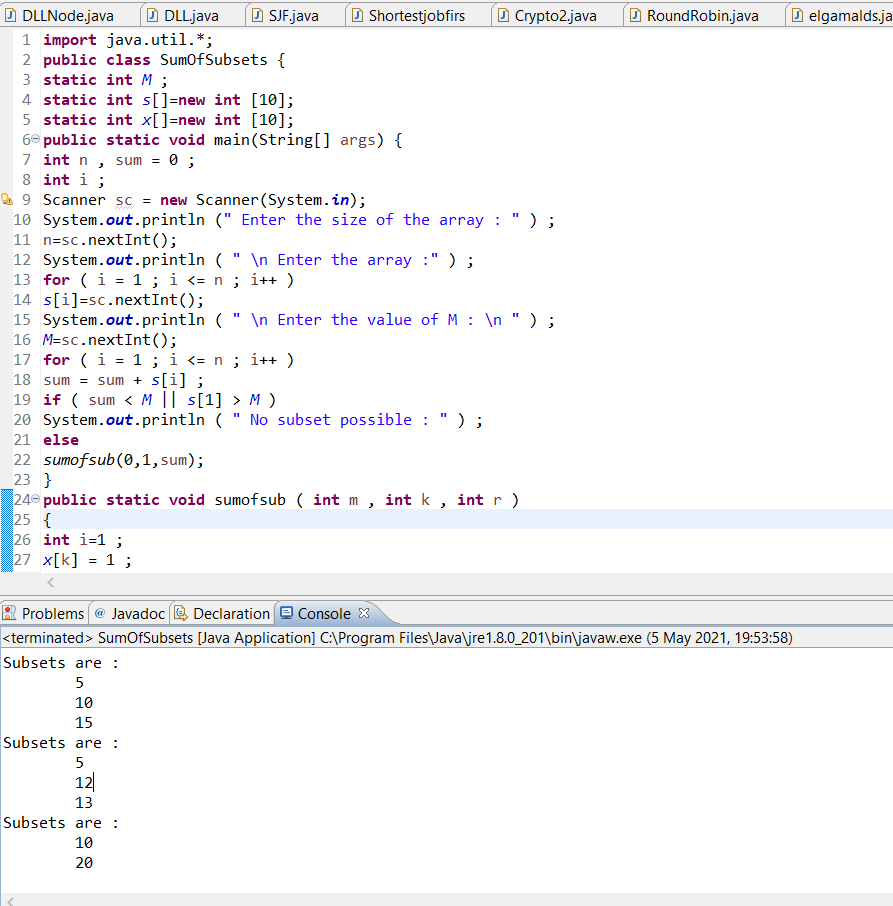 DLLNode.java DLL.java SJF.java Shortestjobfirs Crypto2.java RoundRobin.java elgamalds.ja
1 import java.util.*;
2 public class SumOfSubsets {
3 static int M ;
4 static int s[]=new int [10];
5 static int x[]=new int [10];
6 public static void main(String[] args) {
7 int n , sum = 0 ;
8 int i ;
9 Scanner sc = new Scanner(System.in);
10 System.out.println (" Enter the size of the array : " ) ;
11 n=sc.nextInt();
12 System.out.println ( " \n Enter the array :" ) ;
13 for ( i = 1 ; i <= n ; i++ )
14 s[i]=sc.nextInt();
15 System.out.println ( " \n Enter the value of M : \n " ) ;
16 M=sc.nextInt();
17 for ( i = 1 ; i <= n ; i++ )
18 sum = sum + s[i] ;
19 if ( sum < M || s[1] > M )
20 System.out.println ( " No subset possible : " ) ;
21 else
22 sumofsub(0,1,sum);
23 }
24 public static void sumofsub ( int m , int k , int r )
25 {
26 int i=1 ;
27 x[k] = 1 ;
Problems @ Javadoc Declaration Console
<terminated> SumOfSubsets [Java Application] C:\Program Files\Java\jre1.8.0_201\bin\javaw.exe (5 May 2021, 19:53:58)
Subsets are :
5
10
15
Subsets are :
5
12
13
Subsets are :
10
20